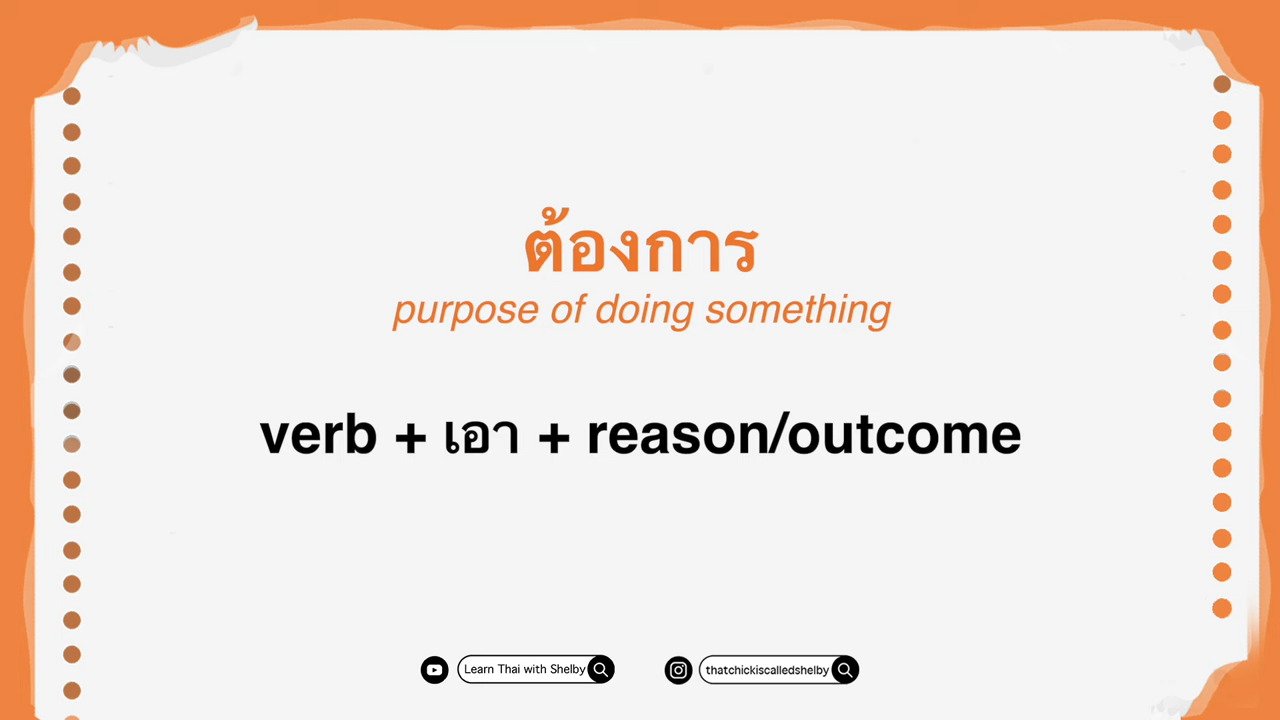 ต้องการ
purpose of doing something
verb + เอา + reason/outcome
Learn Thai with Shelby
thatchickiscalledshelby